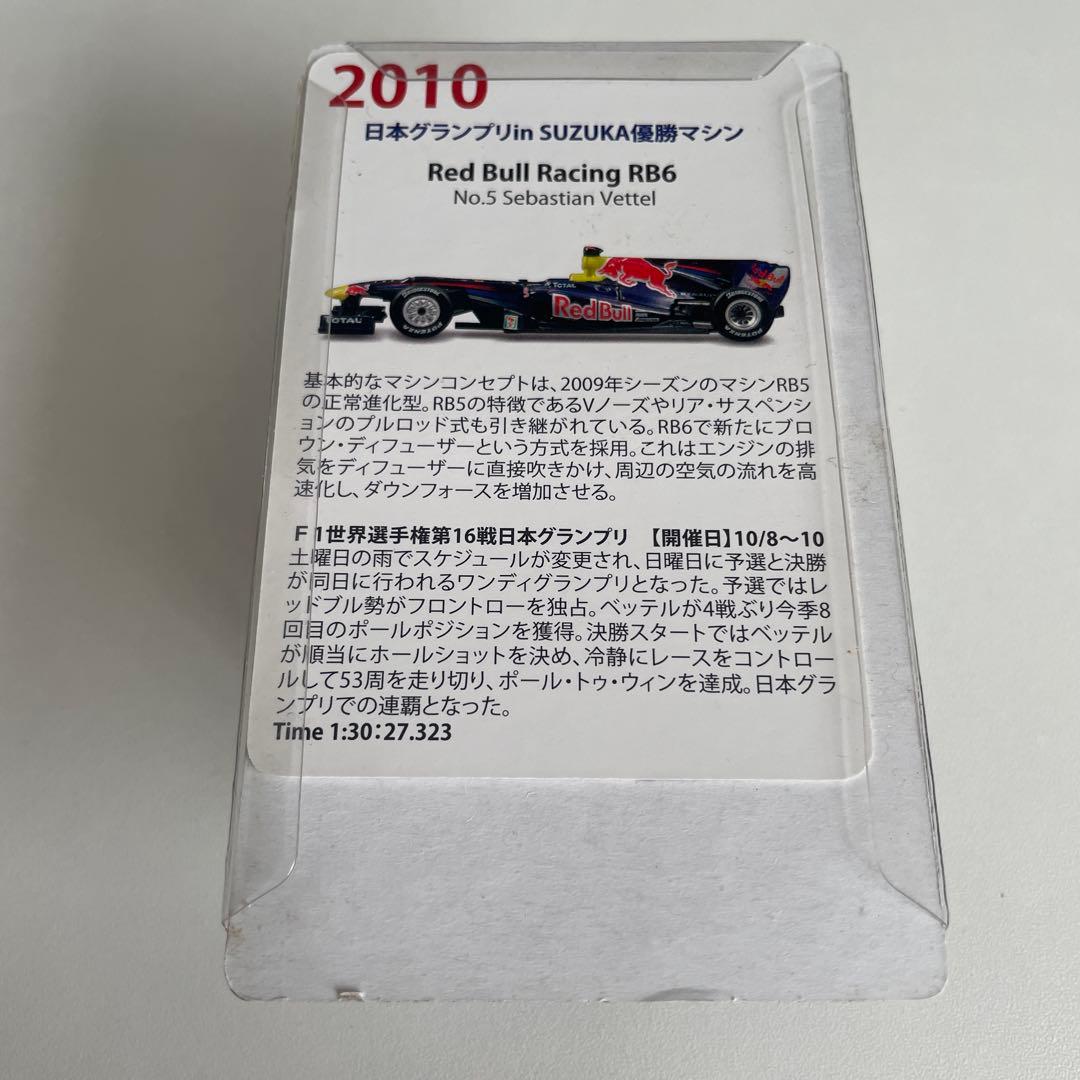 2010
日本グランプリin SUZUKA優勝マシン
Red Bull Racing RB6
No.5 Sebastian Vettel
TOTAL
Red Bull
TOTAL
BRIDGESTONE
POTENZA
BRIDGESTONE
POTENZA
基本的なマシンコンセプトは、2009年シーズンのマシンRB5
の正常進化型。RB5の特徴であるVノーズやリア・サスペンシ
ョンのプルロッド式も引き継がれている。RB6で新たにブロ
ウン・ディフューザーという方式を採用。これはエンジンの排
気をディフューザーに直接吹きかけ、周辺の空気の流れを高
速化し、ダウンフォースを増加させる。
F1世界選手権第16戦日本グランプリ 【開催日】10/8〜10
土曜日の雨でスケジュールが変更され、日曜日に予選と決勝
が同日に行われるワンディグランプリとなった。予選ではレ
ッドブル勢がフロントローを独占。ベッテルが4戦ぶり今季8
回目のポールポジションを獲得。決勝スタートではベッテル
が順当にホールショットを決め、冷静にレースをコントロー
ルして53周を走り切り、ポール・トゥ・ウィンを達成。日本グラ
ンプリでの連覇となった。
Time 1:30:27.323